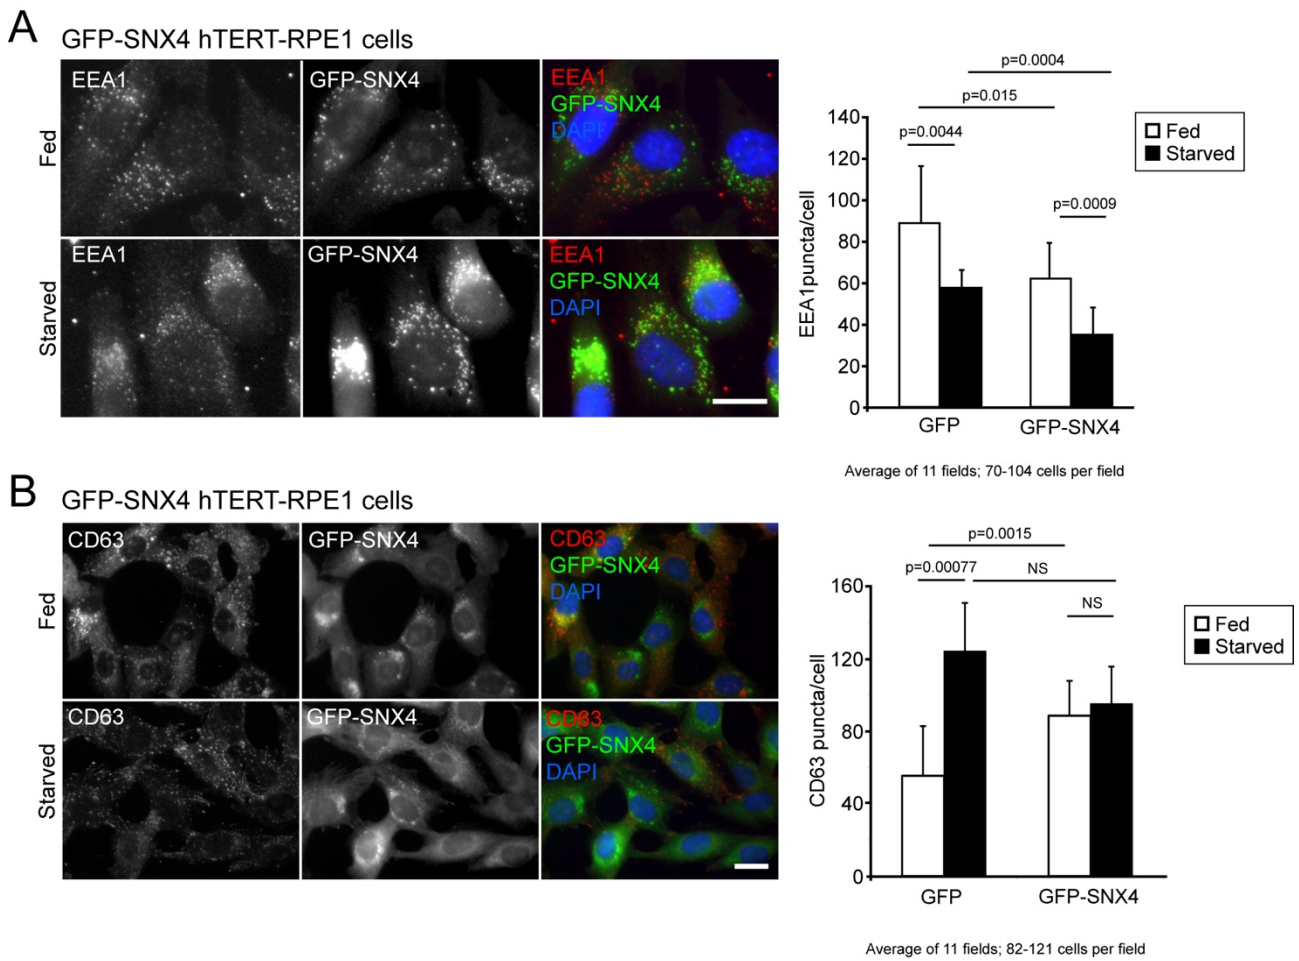 A
GFP-SNX4 hTERT-RPE1 cells
EEA1
GFP-SNX4
EEA1
GFP-SNX4
DAPI
Fed
EEA1
GFP-SNX4
EEA1
GFP-SNX4
DAPI
Starved
p=0.0004
p=0.015
p=0.0044
p=0.0009
Fed
Starved
140
120
100
80
60
40
20
0
EEA1puncta/cell
GFP
GFP-SNX4
Average of 11 fields; 70-104 cells per field
B
GFP-SNX4 hTERT-RPE1 cells
CD63
GFP-SNX4
CD63
GFP-SNX4
DAPI
Fed
CD63
GFP-SNX4
CD63
GFP-SNX4
DAPI
Starved
p=0.0015
p=0.00077
NS
NS
Fed
Starved
160
120
80
40
0
CD63 puncta/cell
GFP
GFP-SNX4
Average of 11 fields; 82-121 cells per field